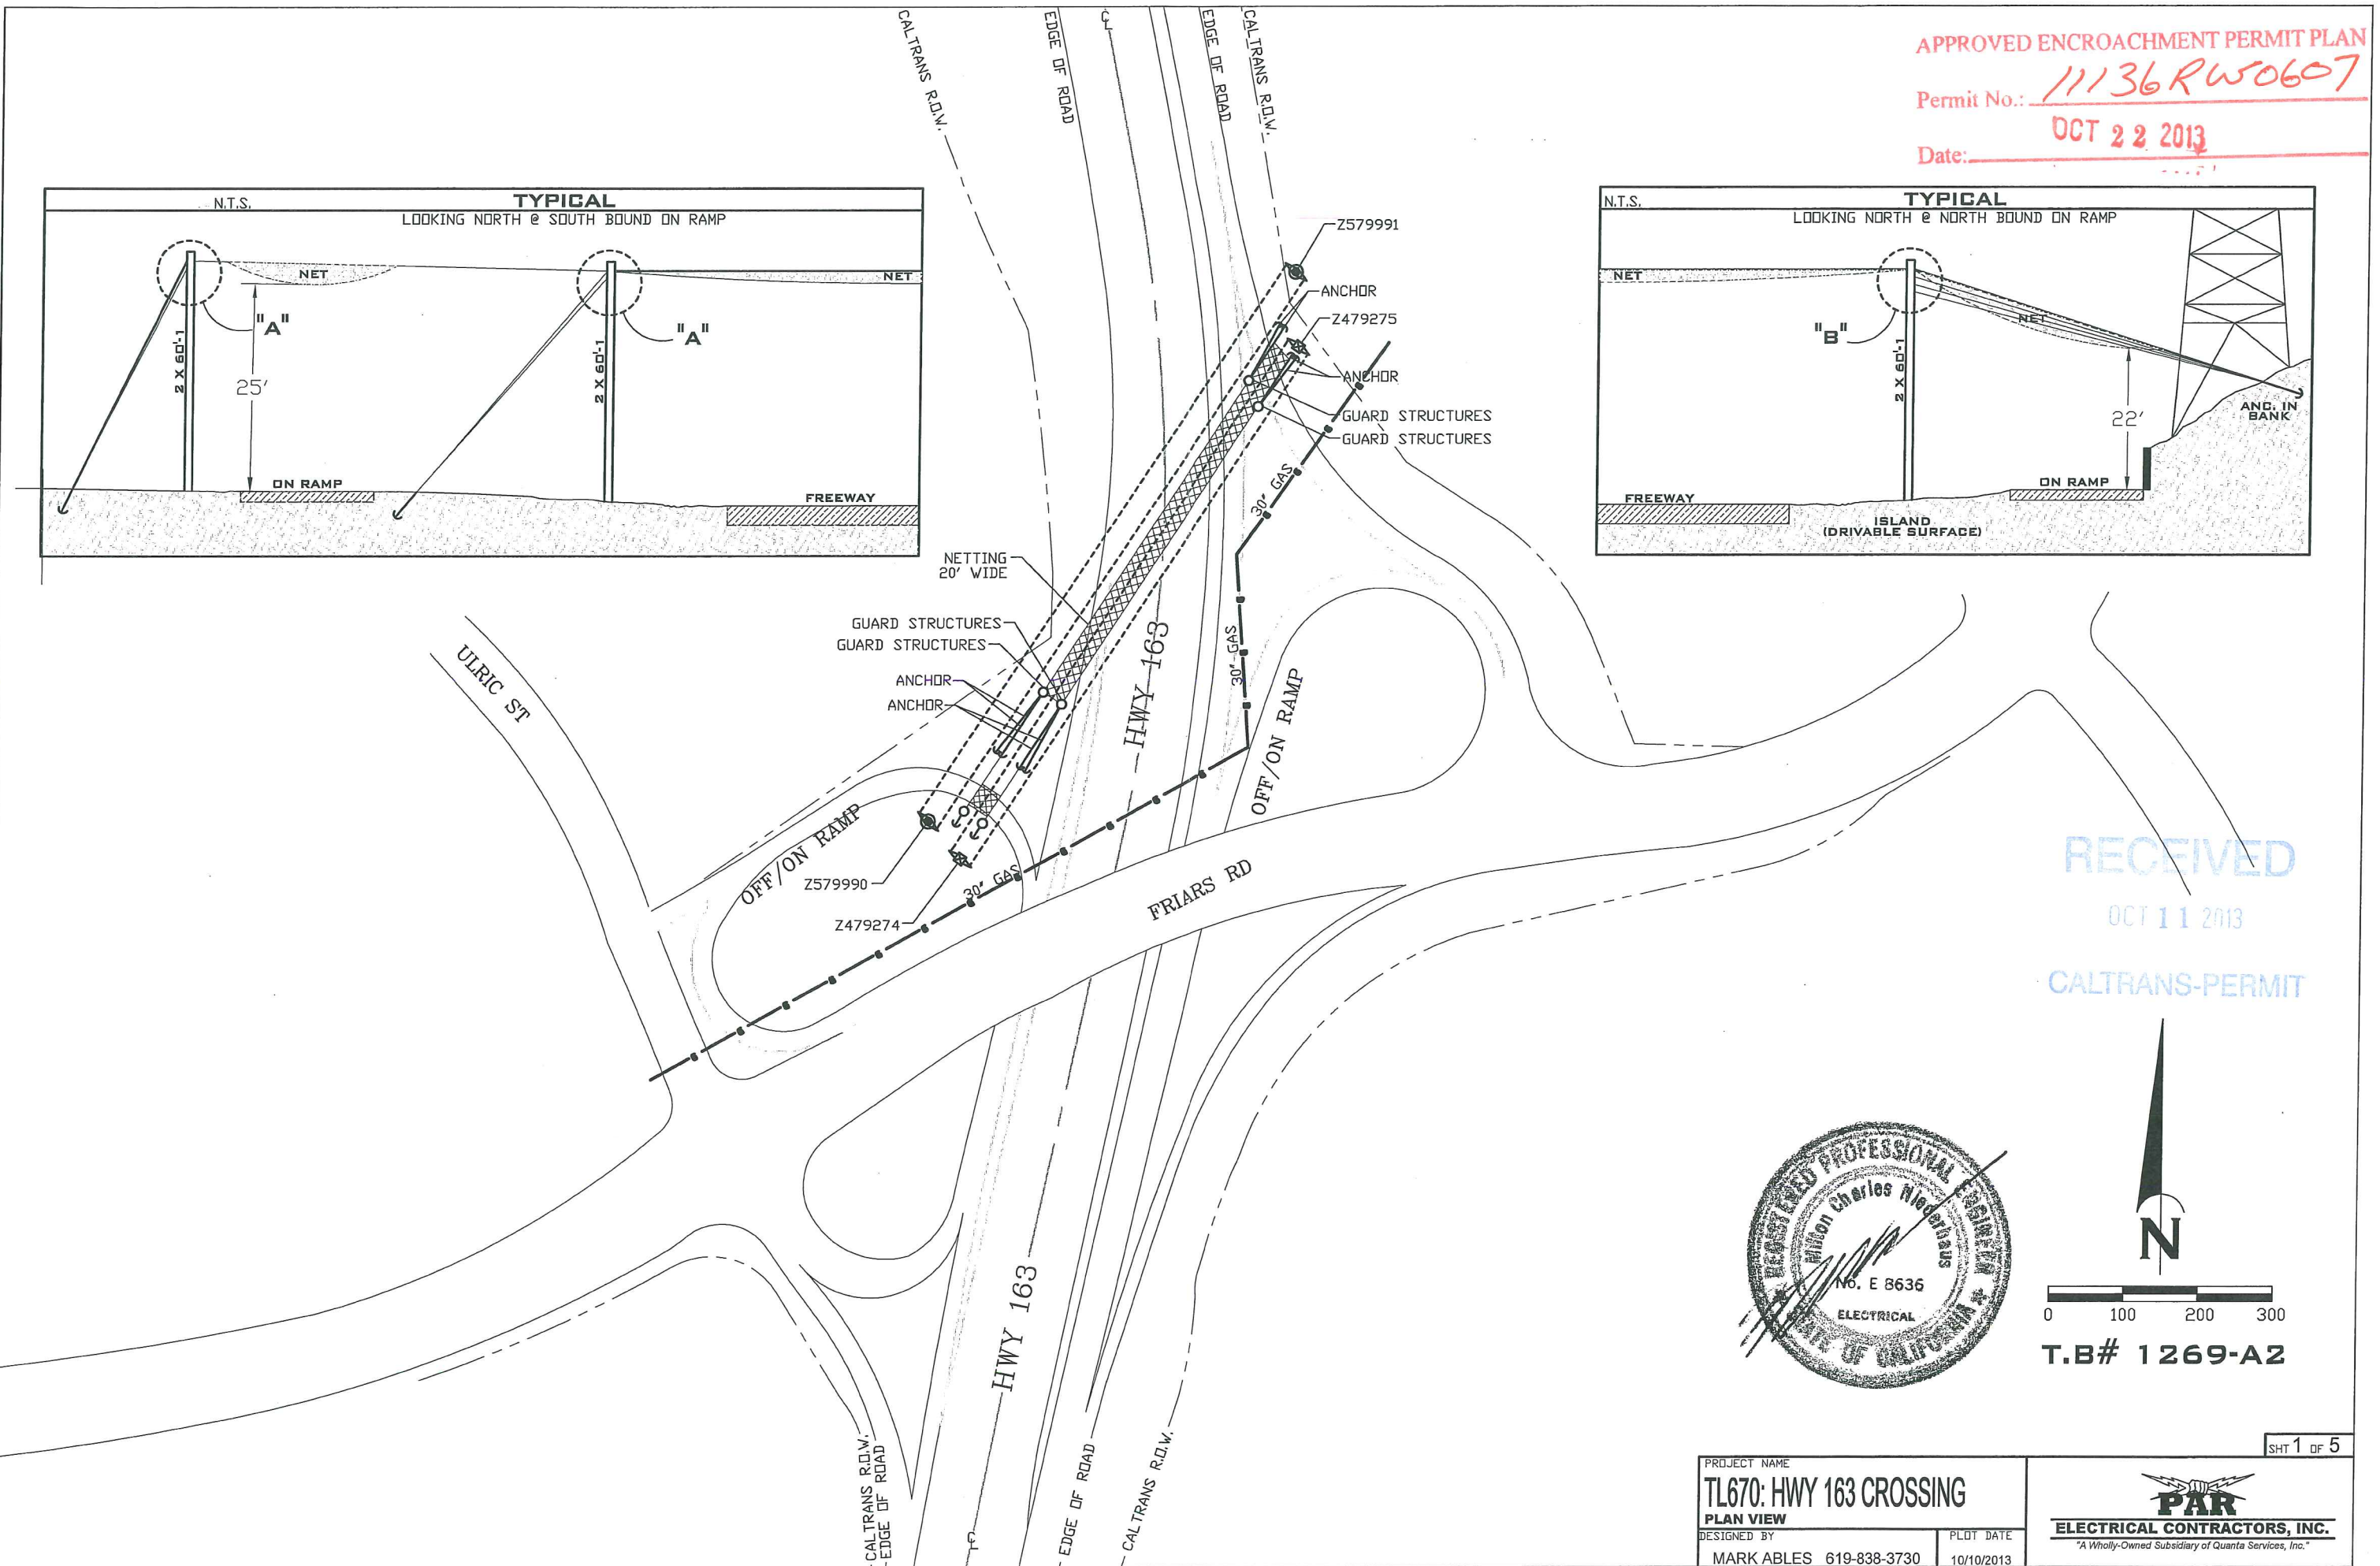 APPROVED ENCROACHMENT PERMIT PLAN
Permit No.: 11136RW0607
Date: OCT 22 2013
CALTRANS R.O.W.
EDGE OF ROAD
℄
EDGE OF ROAD
CALTRANS R.O.W.
N.T.S.
TYPICAL
LOOKING NORTH @ SOUTH BOUND ON RAMP
NET
NET
"A"
"A"
2 X 60'-1
2 X 60'-1
25'
ON RAMP
FREEWAY
N.T.S.
TYPICAL
LOOKING NORTH @ NORTH BOUND ON RAMP
NET
NET
"B"
2 X 60'-1
22'
ANC. IN
BANK
ON RAMP
FREEWAY
ISLAND
(DRIVABLE SURFACE)
Z579991
ANCHOR
Z479275
ANCHOR
GUARD STRUCTURES
GUARD STRUCTURES
30" GAS
NETTING
20' WIDE
GUARD STRUCTURES
GUARD STRUCTURES
ANCHOR
ANCHOR
ULRIC ST
HWY 163
30" GAS
OFF/ON RAMP
OFF/ON RAMP
Z579990
Z479274
30" GAS
FRIARS RD
RECEIVED
OCT 11 2013
CALTRANS-PERMIT
HWY 163
CALTRANS R.O.W.
EDGE OF ROAD
℄
EDGE OF ROAD
CALTRANS R.O.W.
REGISTERED PROFESSIONAL ENGINEER
Milton Charles Niederhaus
No. E 8636
ELECTRICAL
STATE OF CALIFORNIA
N
0 100 200 300
T.B# 1269-A2
SHT 1 OF 5
PROJECT NAME
TL670: HWY 163 CROSSING
PLAN VIEW
DESIGNED BY
MARK ABLES 619-838-3730
PLOT DATE
10/10/2013
PAR
ELECTRICAL CONTRACTORS, INC.
"A Wholly-Owned Subsidiary of Quanta Services, Inc."